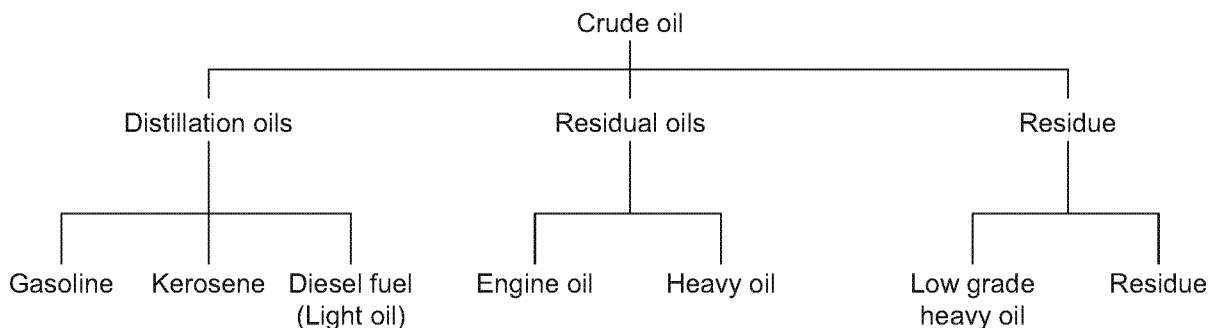 Crude oil
Distillation oils
Residual oils
Residue
Gasoline
Kerosene
Diesel fuel
(Light oil)
Engine oil
Heavy oil
Low grade
heavy oil
Residue